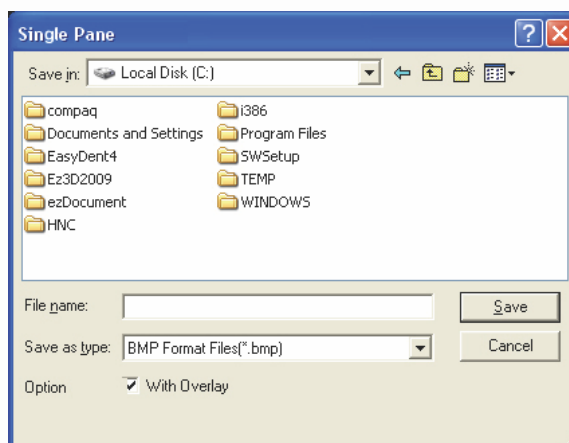 Single Pane
Save in: Local Disk (C:)
compaq
Documents and Settings
EasyDent4
Ez3D2009
ezDocument
HNC
i386
Program Files
SWSetup
TEMP
WINDOWS
File name:
Save
Save as type: BMP Format Files(*.bmp)
Cancel
Option With Overlay